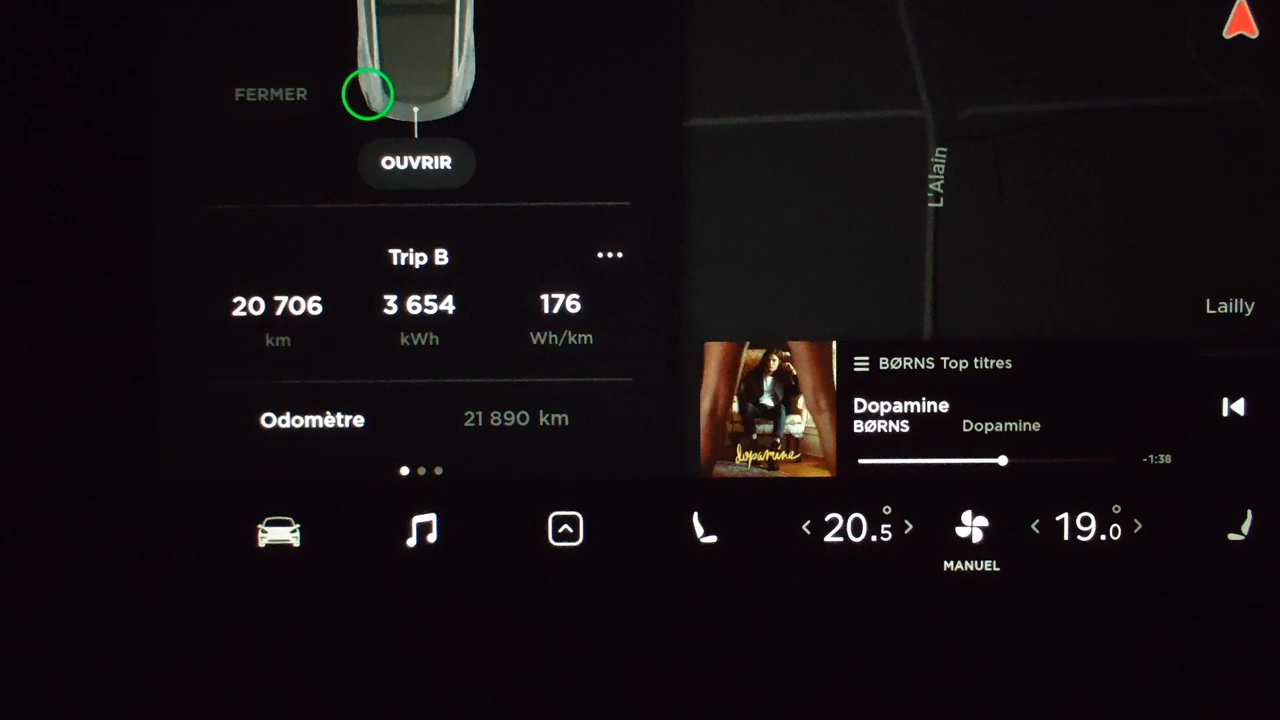 FERMER
OUVRIR
Trip B
20 706 3 654 176
km kWh Wh/km
Odomètre 21 890 km
L'Alain
Lailly
BØRNS Top titres
Dopamine
BØRNS Dopamine
dopamine
-1:38
20.5° 19.0°
MANUEL